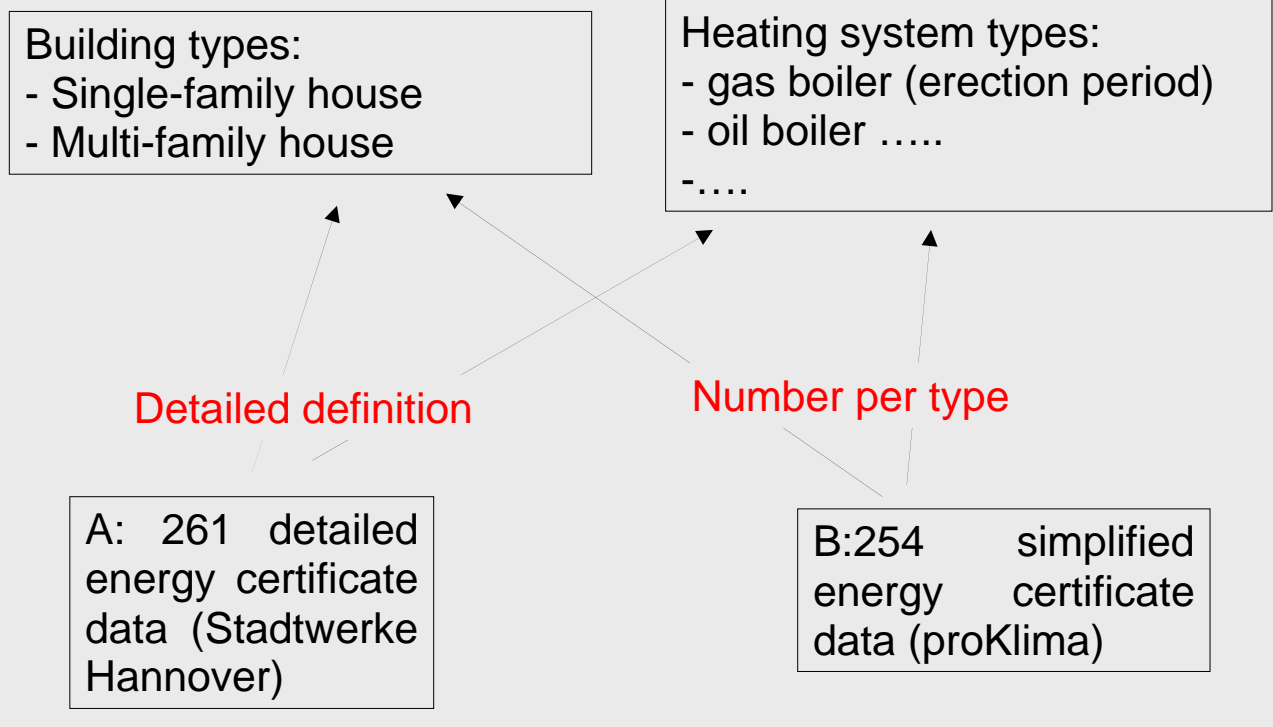 Building types:
- Single-family house
- Multi-family house
Heating system types:
- gas boiler (erection period)
- oil boiler …..
-….
Detailed definition
Number per type
A: 261 detailed
energy certificate
data (Stadtwerke
Hannover)
B:254 simplified
energy certificate
data (proKlima)